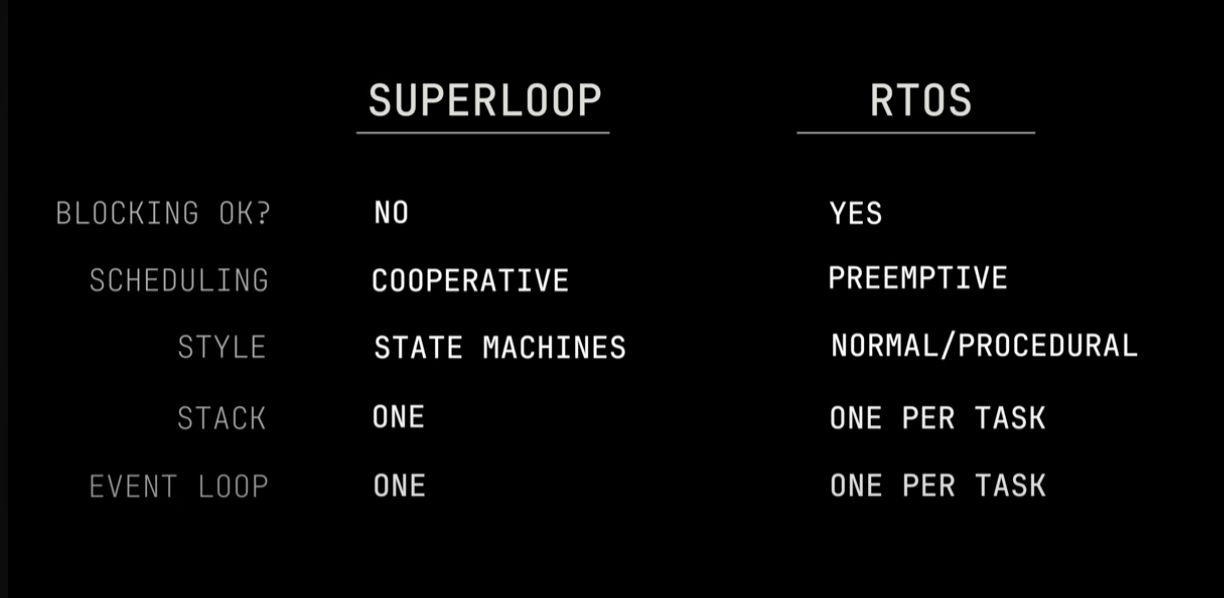 SUPERLOOP RTOS
BLOCKING OK? NO YES
SCHEDULING COOPERATIVE PREEMPTIVE
STYLE STATE MACHINES NORMAL/PROCEDURAL
STACK ONE ONE PER TASK
EVENT LOOP ONE ONE PER TASK